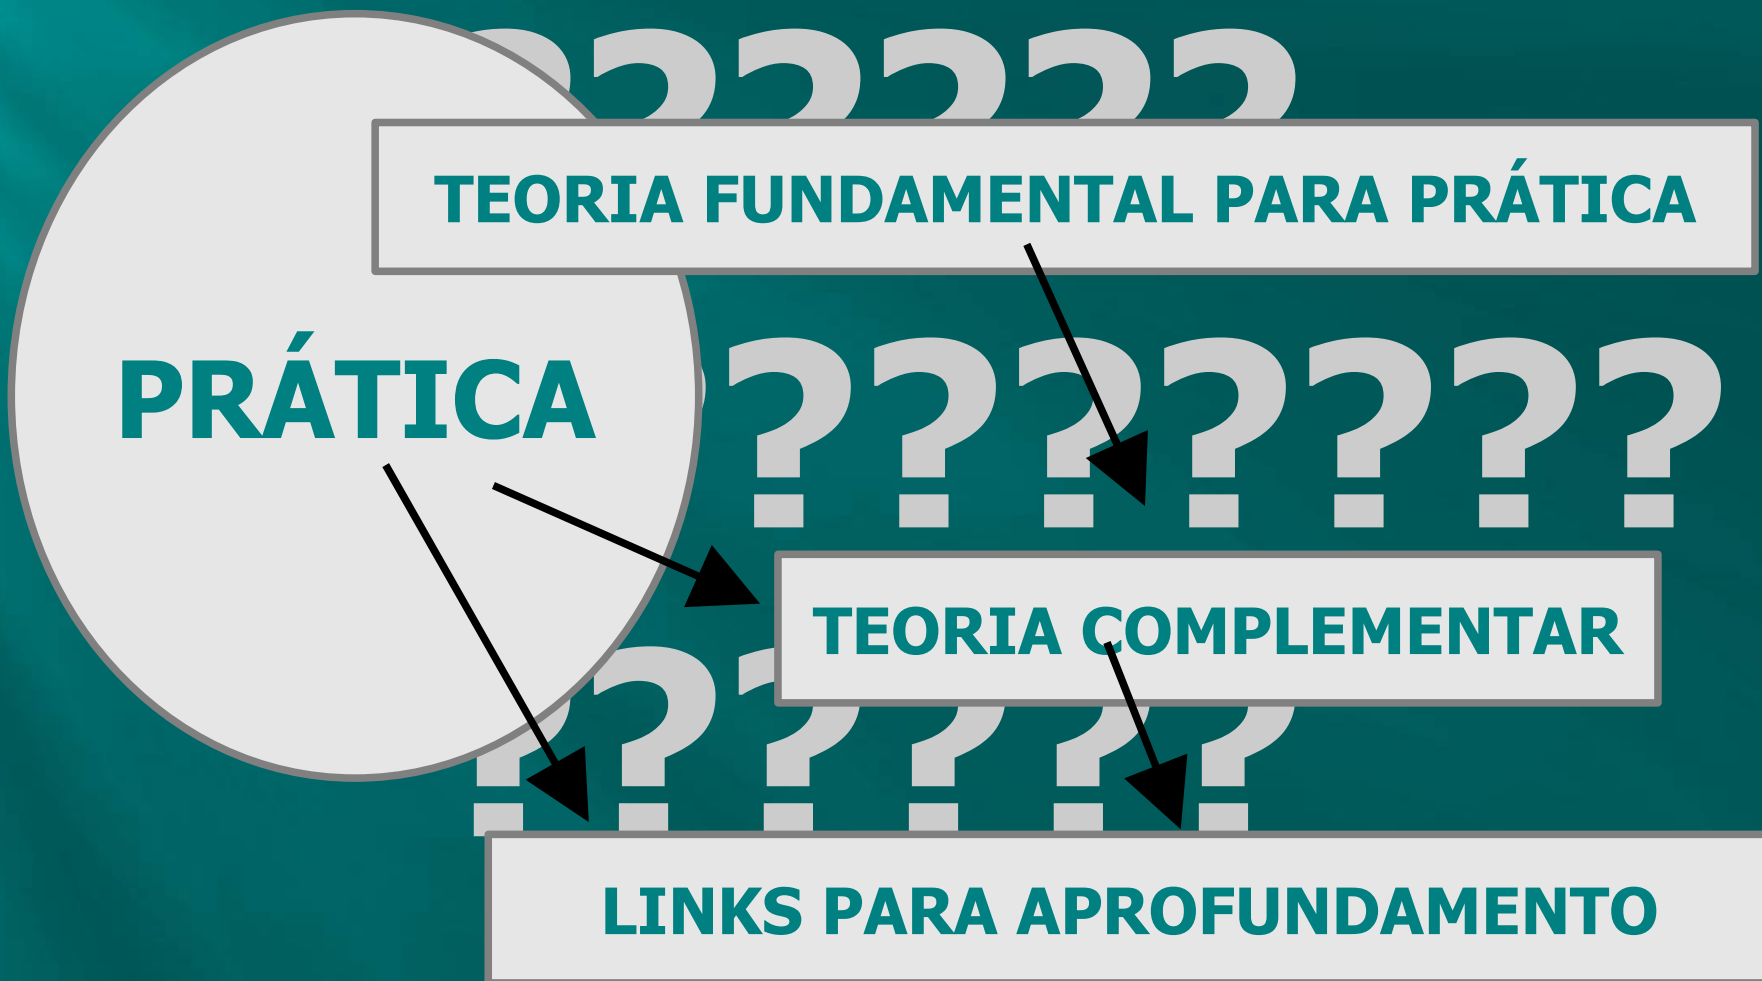 ??????
TEORIA FUNDAMENTAL PARA PRÁTICA
PRÁTICA
????????
TEORIA COMPLEMENTAR
??????
LINKS PARA APROFUNDAMENTO